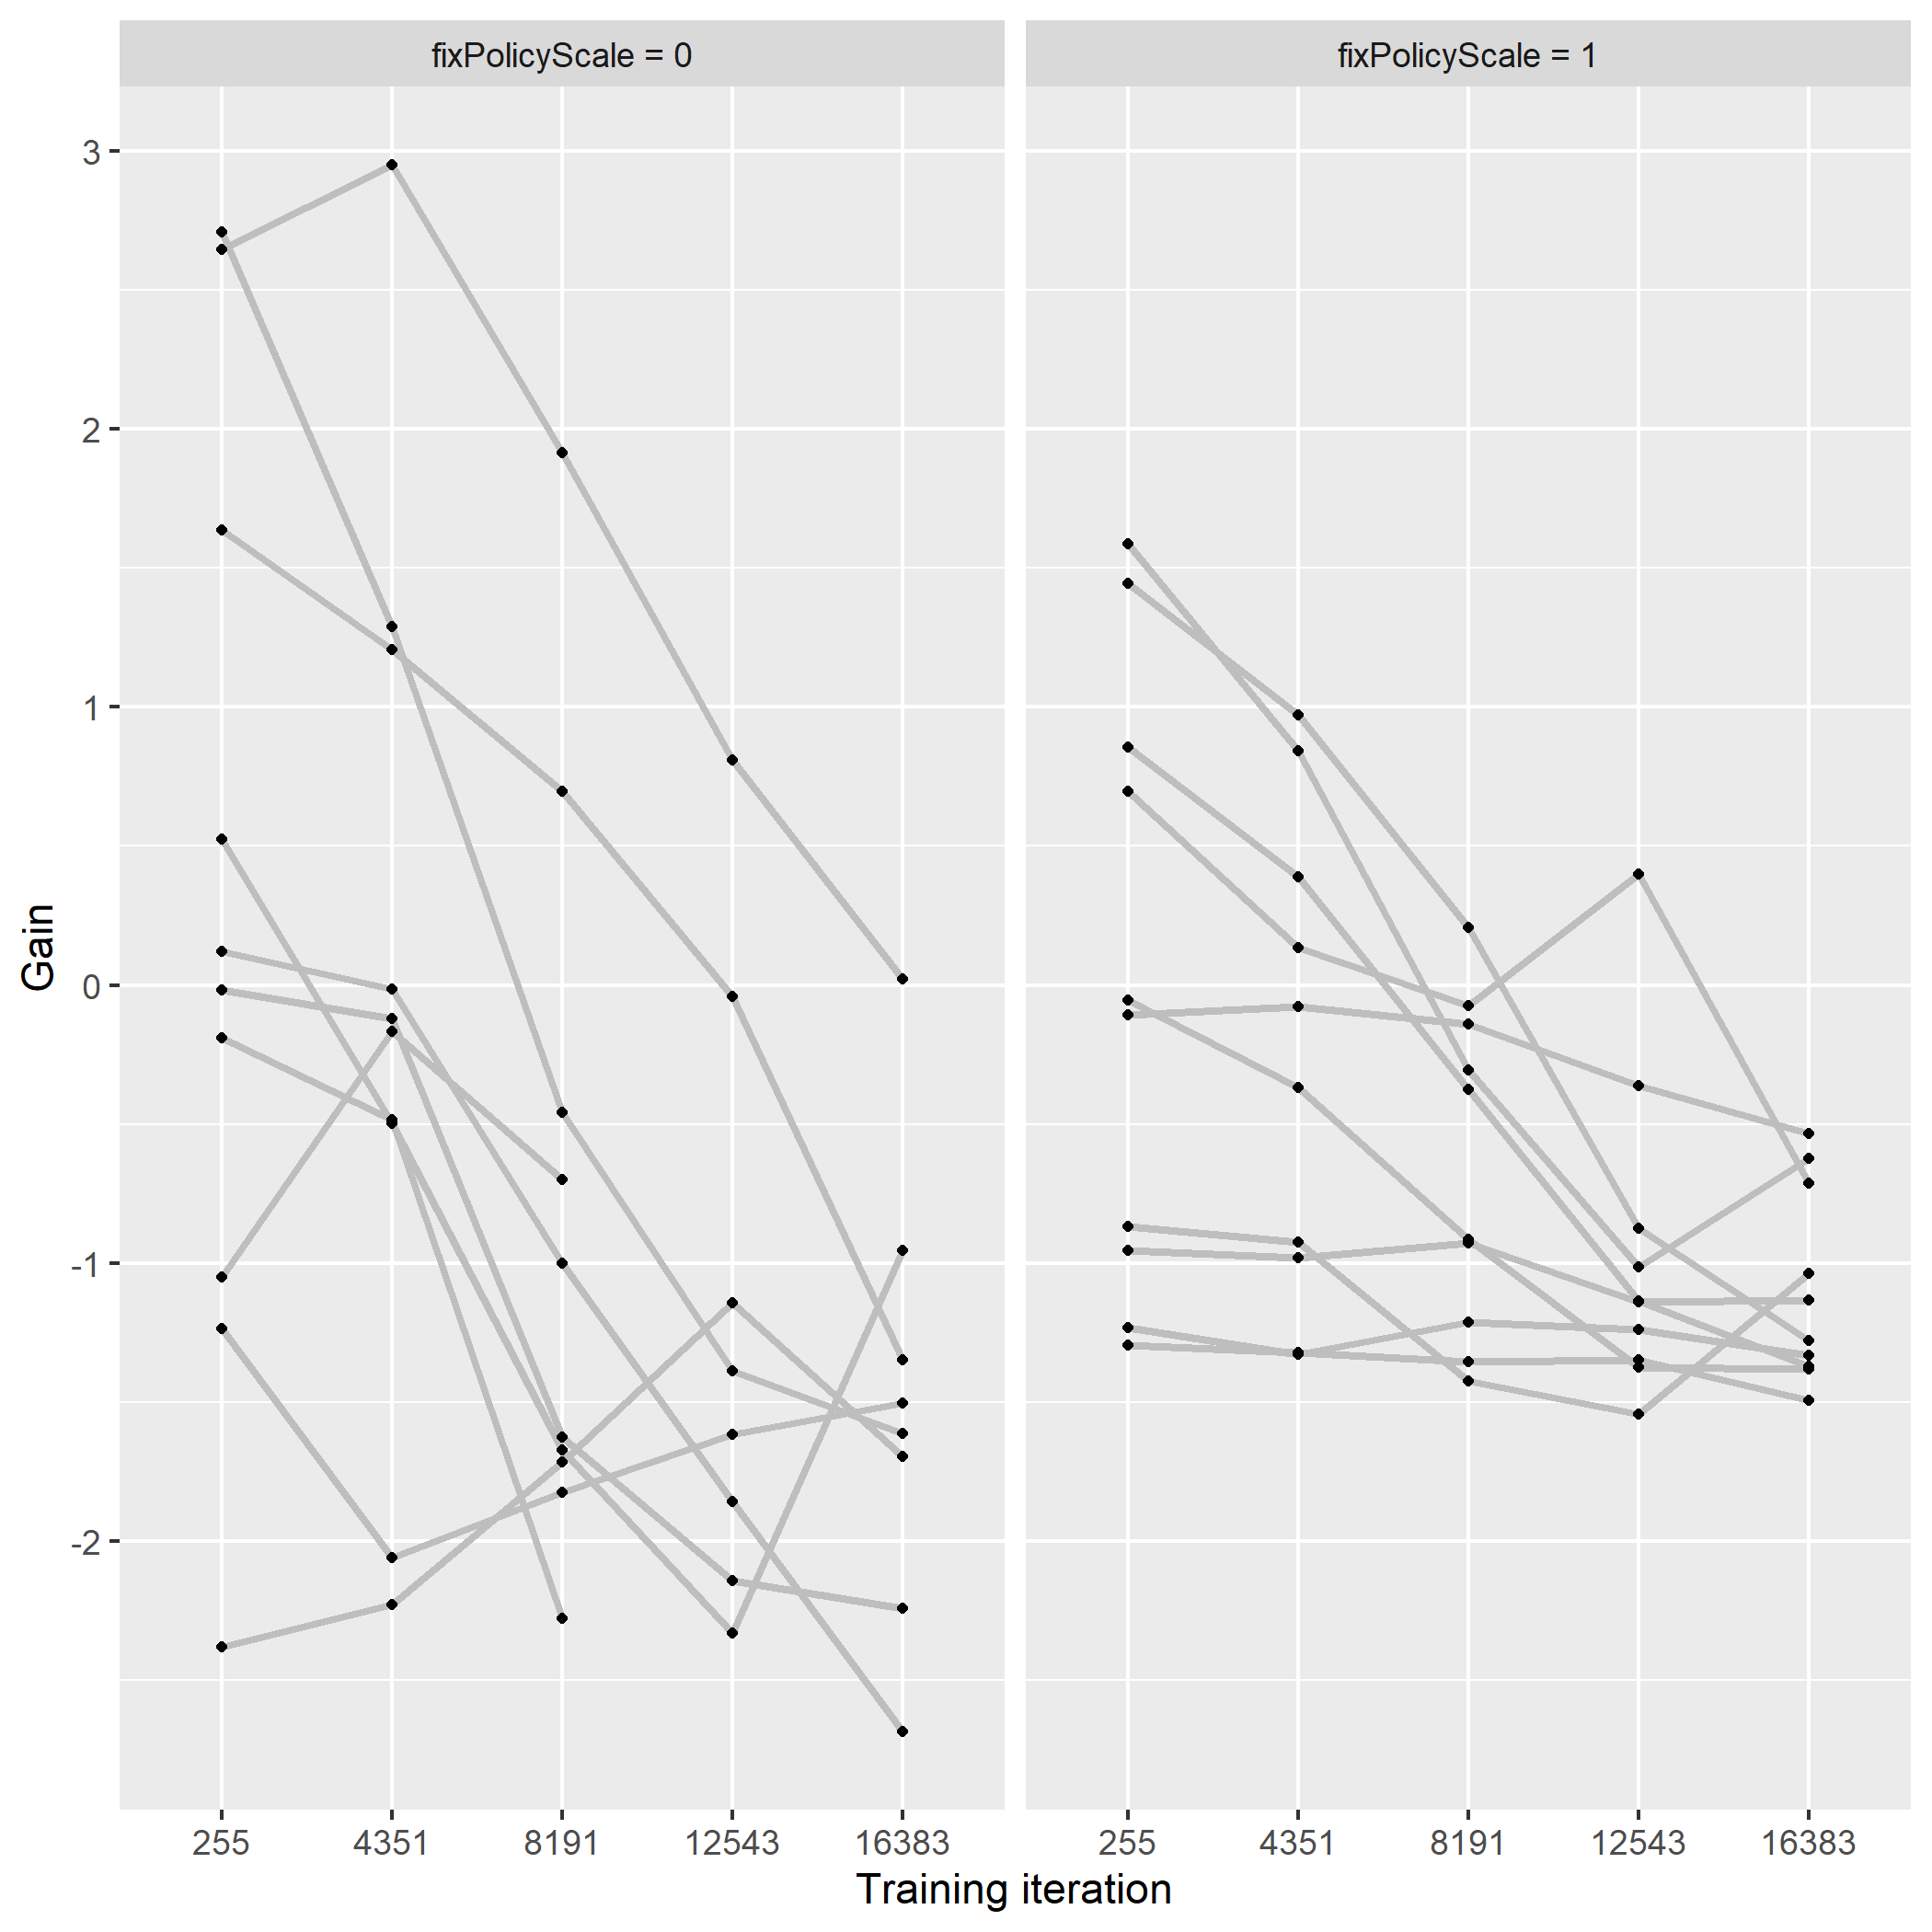 fixPolicyScale = 0
fixPolicyScale = 1
3
2
1
0
-1
-2
Gain
255 4351 8191 12543 16383
255 4351 8191 12543 16383
Training iteration